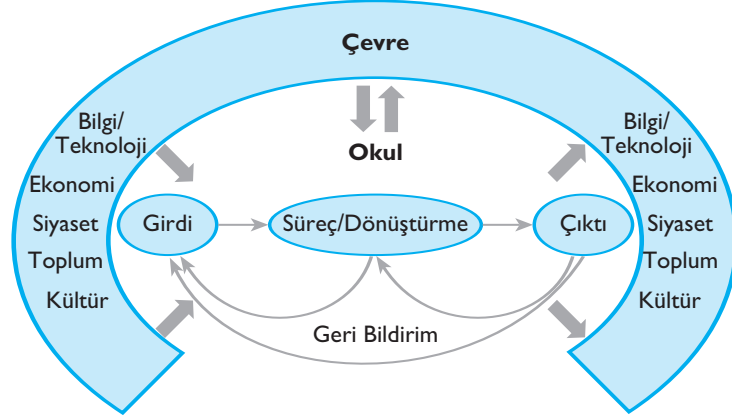 Çevre
Bilgi/
Teknoloji
Ekonomi
Siyaset
Toplum
Kültür
Okul
Girdi
Süreç/Dönüştürme
Çıktı
Geri Bildirim
Bilgi/
Teknoloji
Ekonomi
Siyaset
Toplum
Kültür